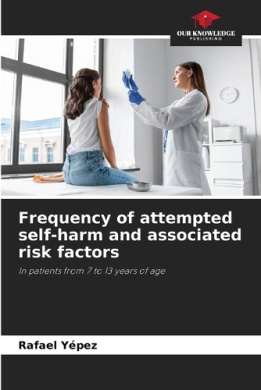 OUR KNOWLEDGE
PUBLISHING
Frequency of attempted
self-harm and associated
risk factors
In patients from 7 to 13 years of age
Rafael Yépez